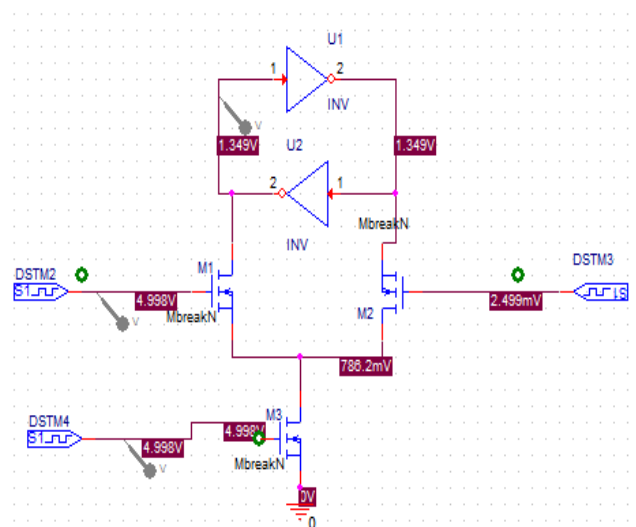 U1
1
2
INV
1.349V
U2
1.349V
2
1
MbreakN
INV
DSTM2
M1
DSTM3
S1
4.998V
2.499mV
S1
V
MbreakN
M2
786.2mV
DSTM4
M3
S1
4.998V
4.998V
MbreakN
V
0V
0
V